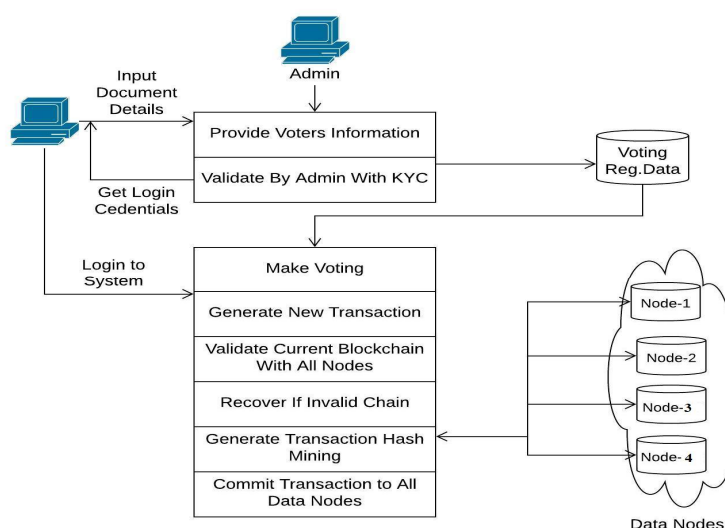 Admin
Input
Document
Details
Provide Voters Information
Validate By Admin With KYC
Get Login
Cedentials
Voting
Reg.Data
Login to
System
Make Voting
Generate New Transaction
Validate Current Blockchain
With All Nodes
Recover If Invalid Chain
Generate Transaction Hash
Mining
Commit Transaction to All
Data Nodes
Node-1
Node-2
Node-3
Node- 4
Data Nodes